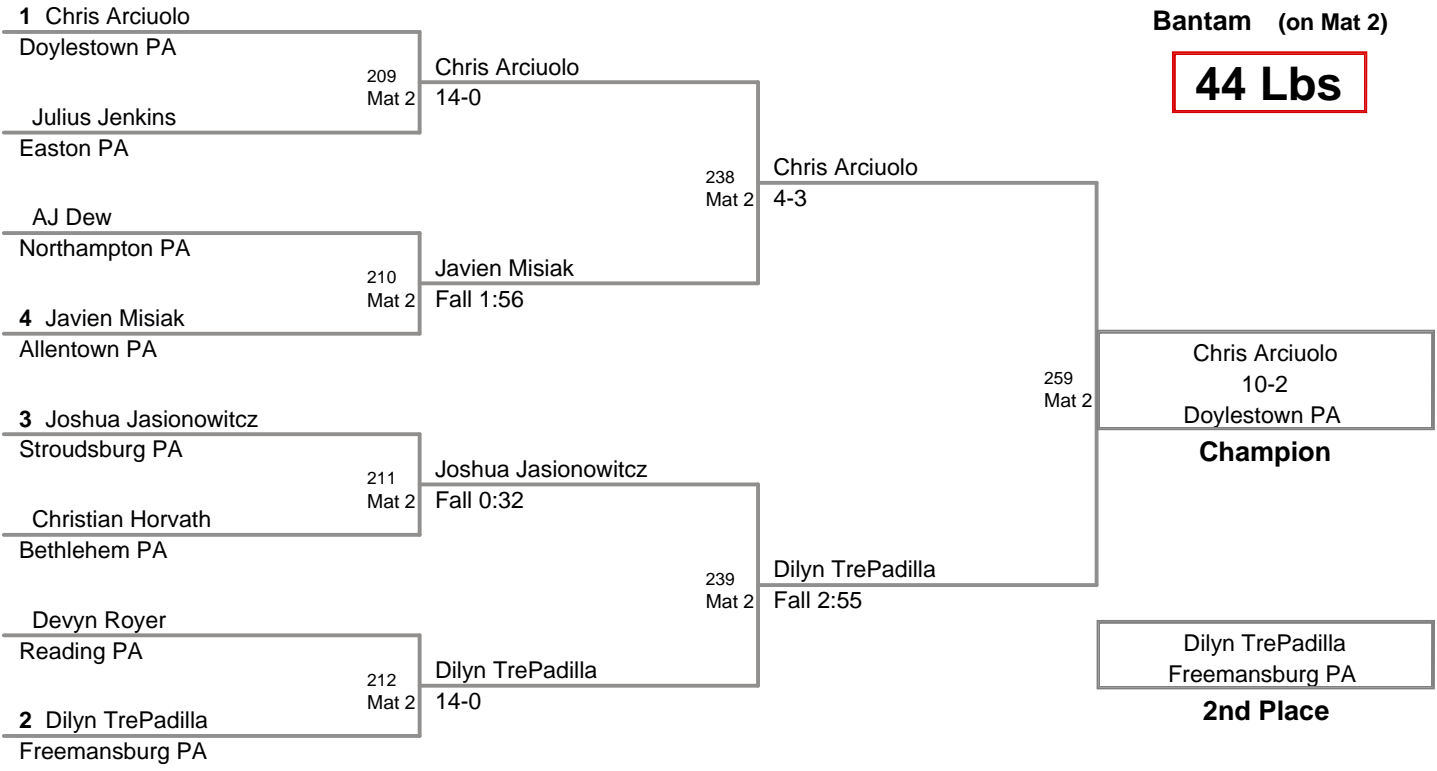 1 Chris Arciuolo
Doylestown PA
Bantam (on Mat 2)
44 Lbs
209
Mat 2
Chris Arciuolo
14-0
Julius Jenkins
Easton PA
238
Mat 2
Chris Arciuolo
4-3
AJ Dew
Northampton PA
210
Mat 2
Javien Misiak
Fall 1:56
4 Javien Misiak
Allentown PA
259
Mat 2
Chris Arciuolo
10-2
Doylestown PA
Champion
3 Joshua Jasionowitcz
Stroudsburg PA
211
Mat 2
Joshua Jasionowitcz
Fall 0:32
Christian Horvath
Bethlehem PA
239
Mat 2
Dilyn TrePadilla
Fall 2:55
Devyn Royer
Reading PA
212
Mat 2
Dilyn TrePadilla
14-0
2 Dilyn TrePadilla
Freemansburg PA
Dilyn TrePadilla
Freemansburg PA
2nd Place